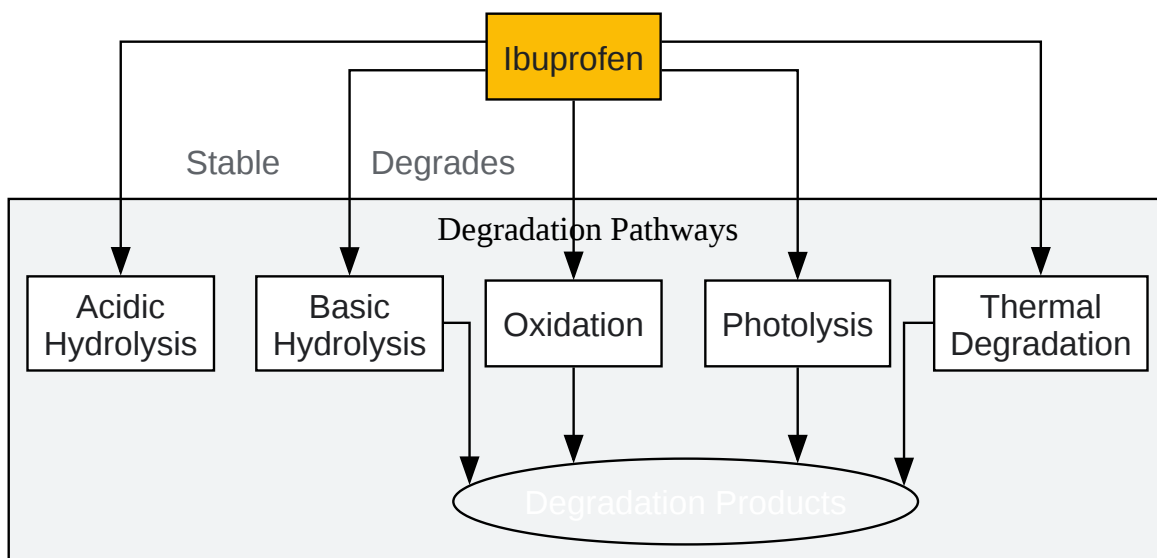 Ibuprofen
Stable
Degrades
Degradation Pathways
Acidic
Hydrolysis
Basic
Hydrolysis
Oxidation
Photolysis
Thermal
Degradation
Degradation Products